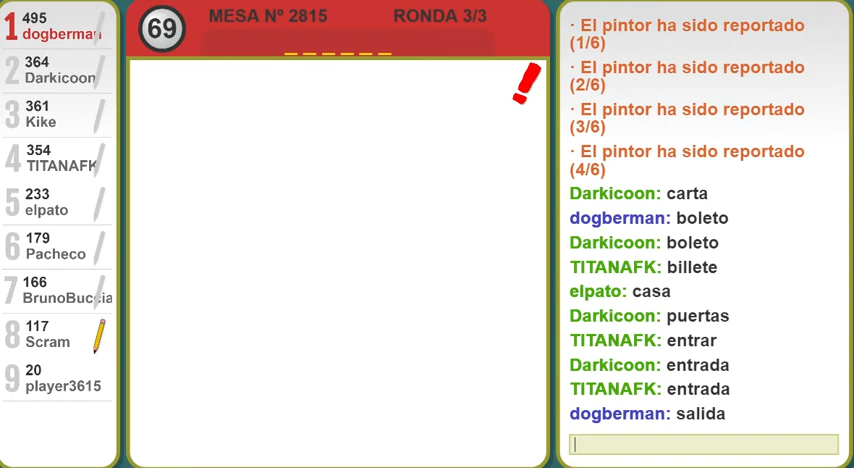 1 495
dogberman
2 364
Darkicoon
3 361
Kike
4 354
TITANAFK
5 233
elpato
6 179
Pacheco
7 166
BrunoBuccia
8 117
Scram
9 20
player3615
69
MESA Nº 2815
RONDA 3/3
_ _ _ _ _ _
!
· El pintor ha sido reportado
(1/6)
· El pintor ha sido reportado
(2/6)
· El pintor ha sido reportado
(3/6)
· El pintor ha sido reportado
(4/6)
Darkicoon: carta
dogberman: boleto
Darkicoon: boleto
TITANAFK: billete
elpato: casa
Darkicoon: puertas
TITANAFK: entrar
Darkicoon: entrada
TITANAFK: entrada
dogberman: salida